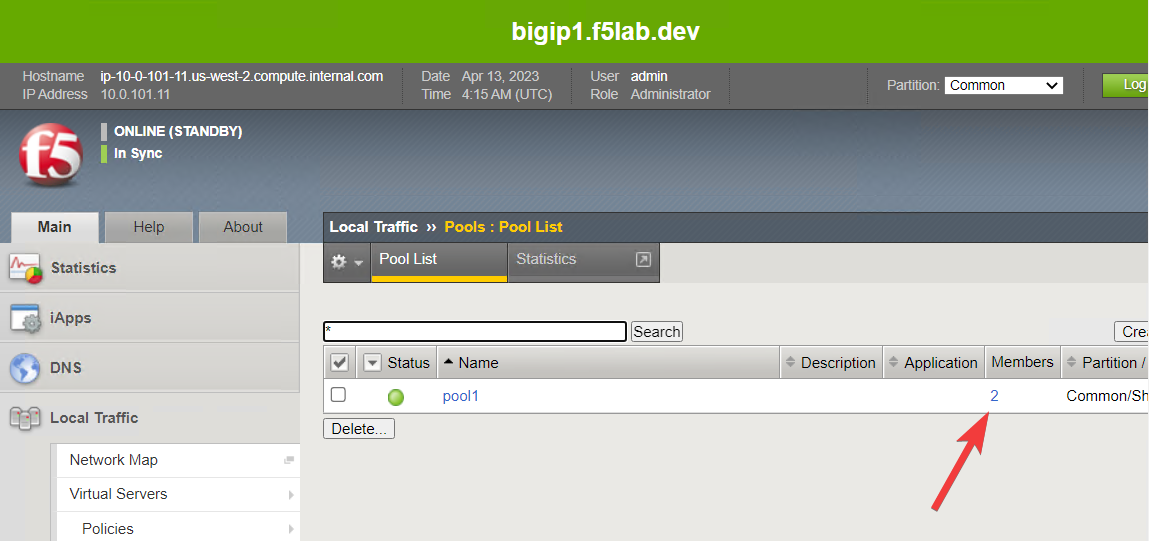 bigip1.f5lab.dev
Hostname ip-10-0-101-11.us-west-2.compute.internal.com Date Apr 13, 2023 User admin
IP Address 10.0.101.11 Time 4:15 AM (UTC) Role Administrator
Partition: Common Log
f5
ONLINE (STANDBY)
In Sync
Main Help About
Local Traffic ›› Pools : Pool List
Pool List Statistics
Statistics
iApps
DNS
Local Traffic
Network Map
Virtual Servers
Policies
* Search Crea
Status Name Description Application Members Partition /
pool1 2 Common/Sh
Delete...